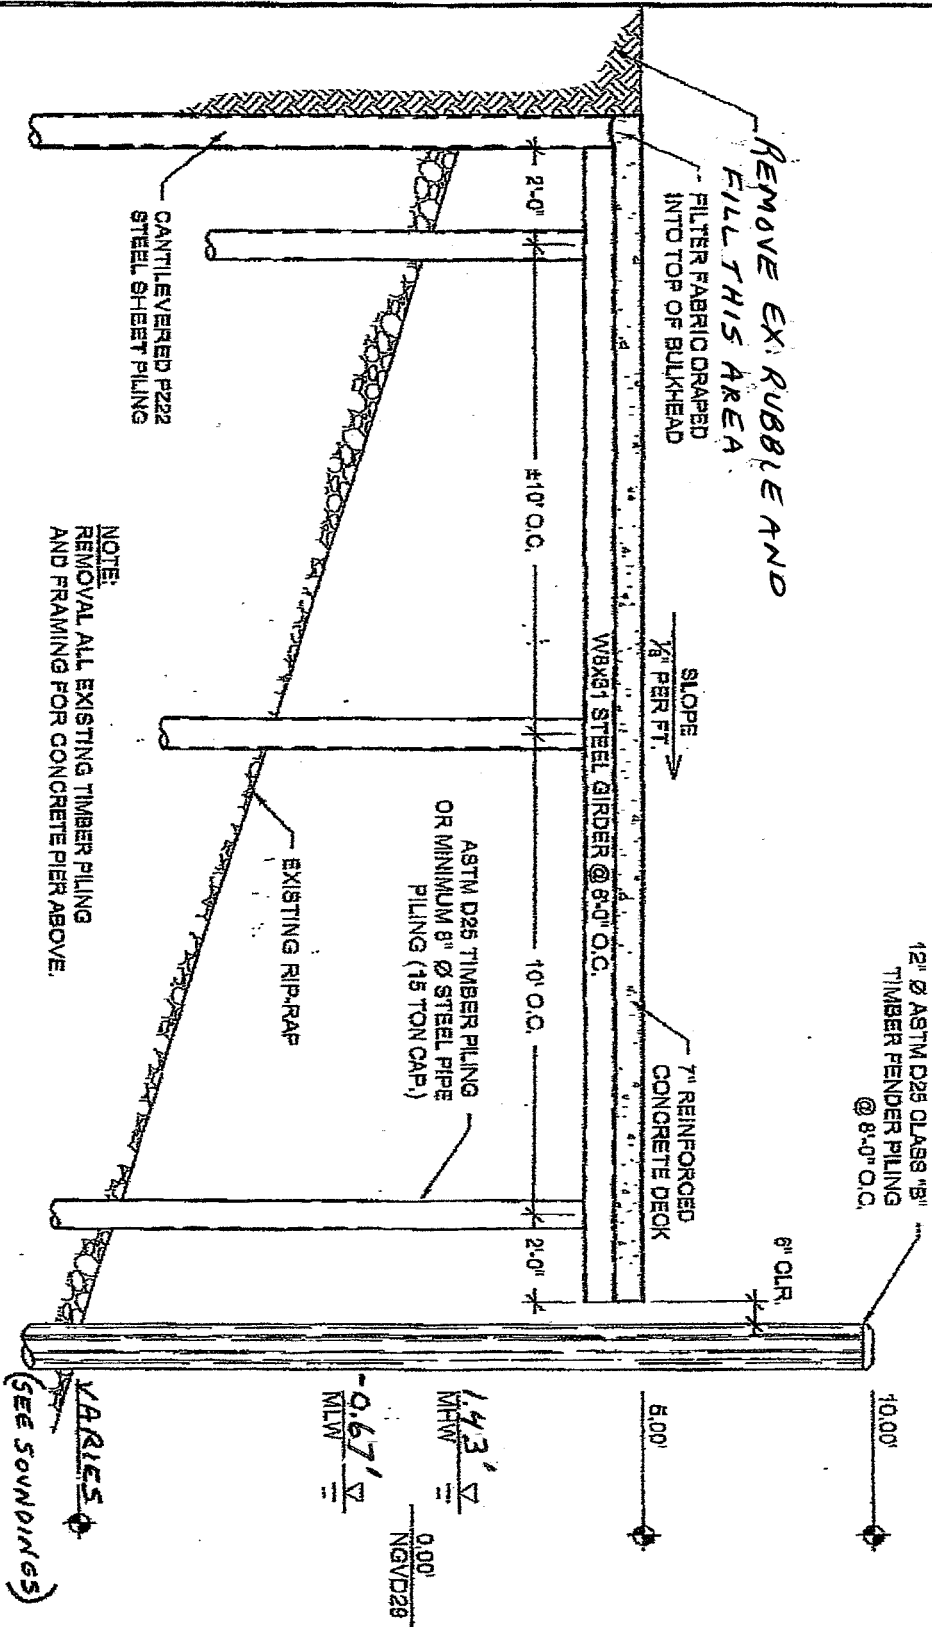 REMOVE EX. RUBBLE AND
FILL THIS AREA.
FILTER FABRIC DRAPED
INTO TOP OF BULKHEAD
SLOPE
1/8" PER FT.
12" Ø ASTM D25 CLASS "B"
TIMBER FENDER PILING
@ 8'-0" O.C.
7" REINFORCED
CONCRETE DECK
6" CLR.
10.00'
5.00'
W8x31 STEEL GIRDER @ 6'-0" O.C.
2'-0"
±10' O.C.
10' O.C.
2'-0"
1.43'
MHW
0.00'
NGVD29
-0.67'
MLW
ASTM D25 TIMBER PILING
OR MINIMUM 8" Ø STEEL PIPE
PILING (15 TON CAP.)
EXISTING RIP-RAP
CANTILEVERED PZ22
STEEL SHEET PILING
NOTE:
REMOVAL ALL EXISTING TIMBER PILING
AND FRAMING FOR CONCRETE PIER ABOVE.
VARIES
(SEE SOUNDINGS)